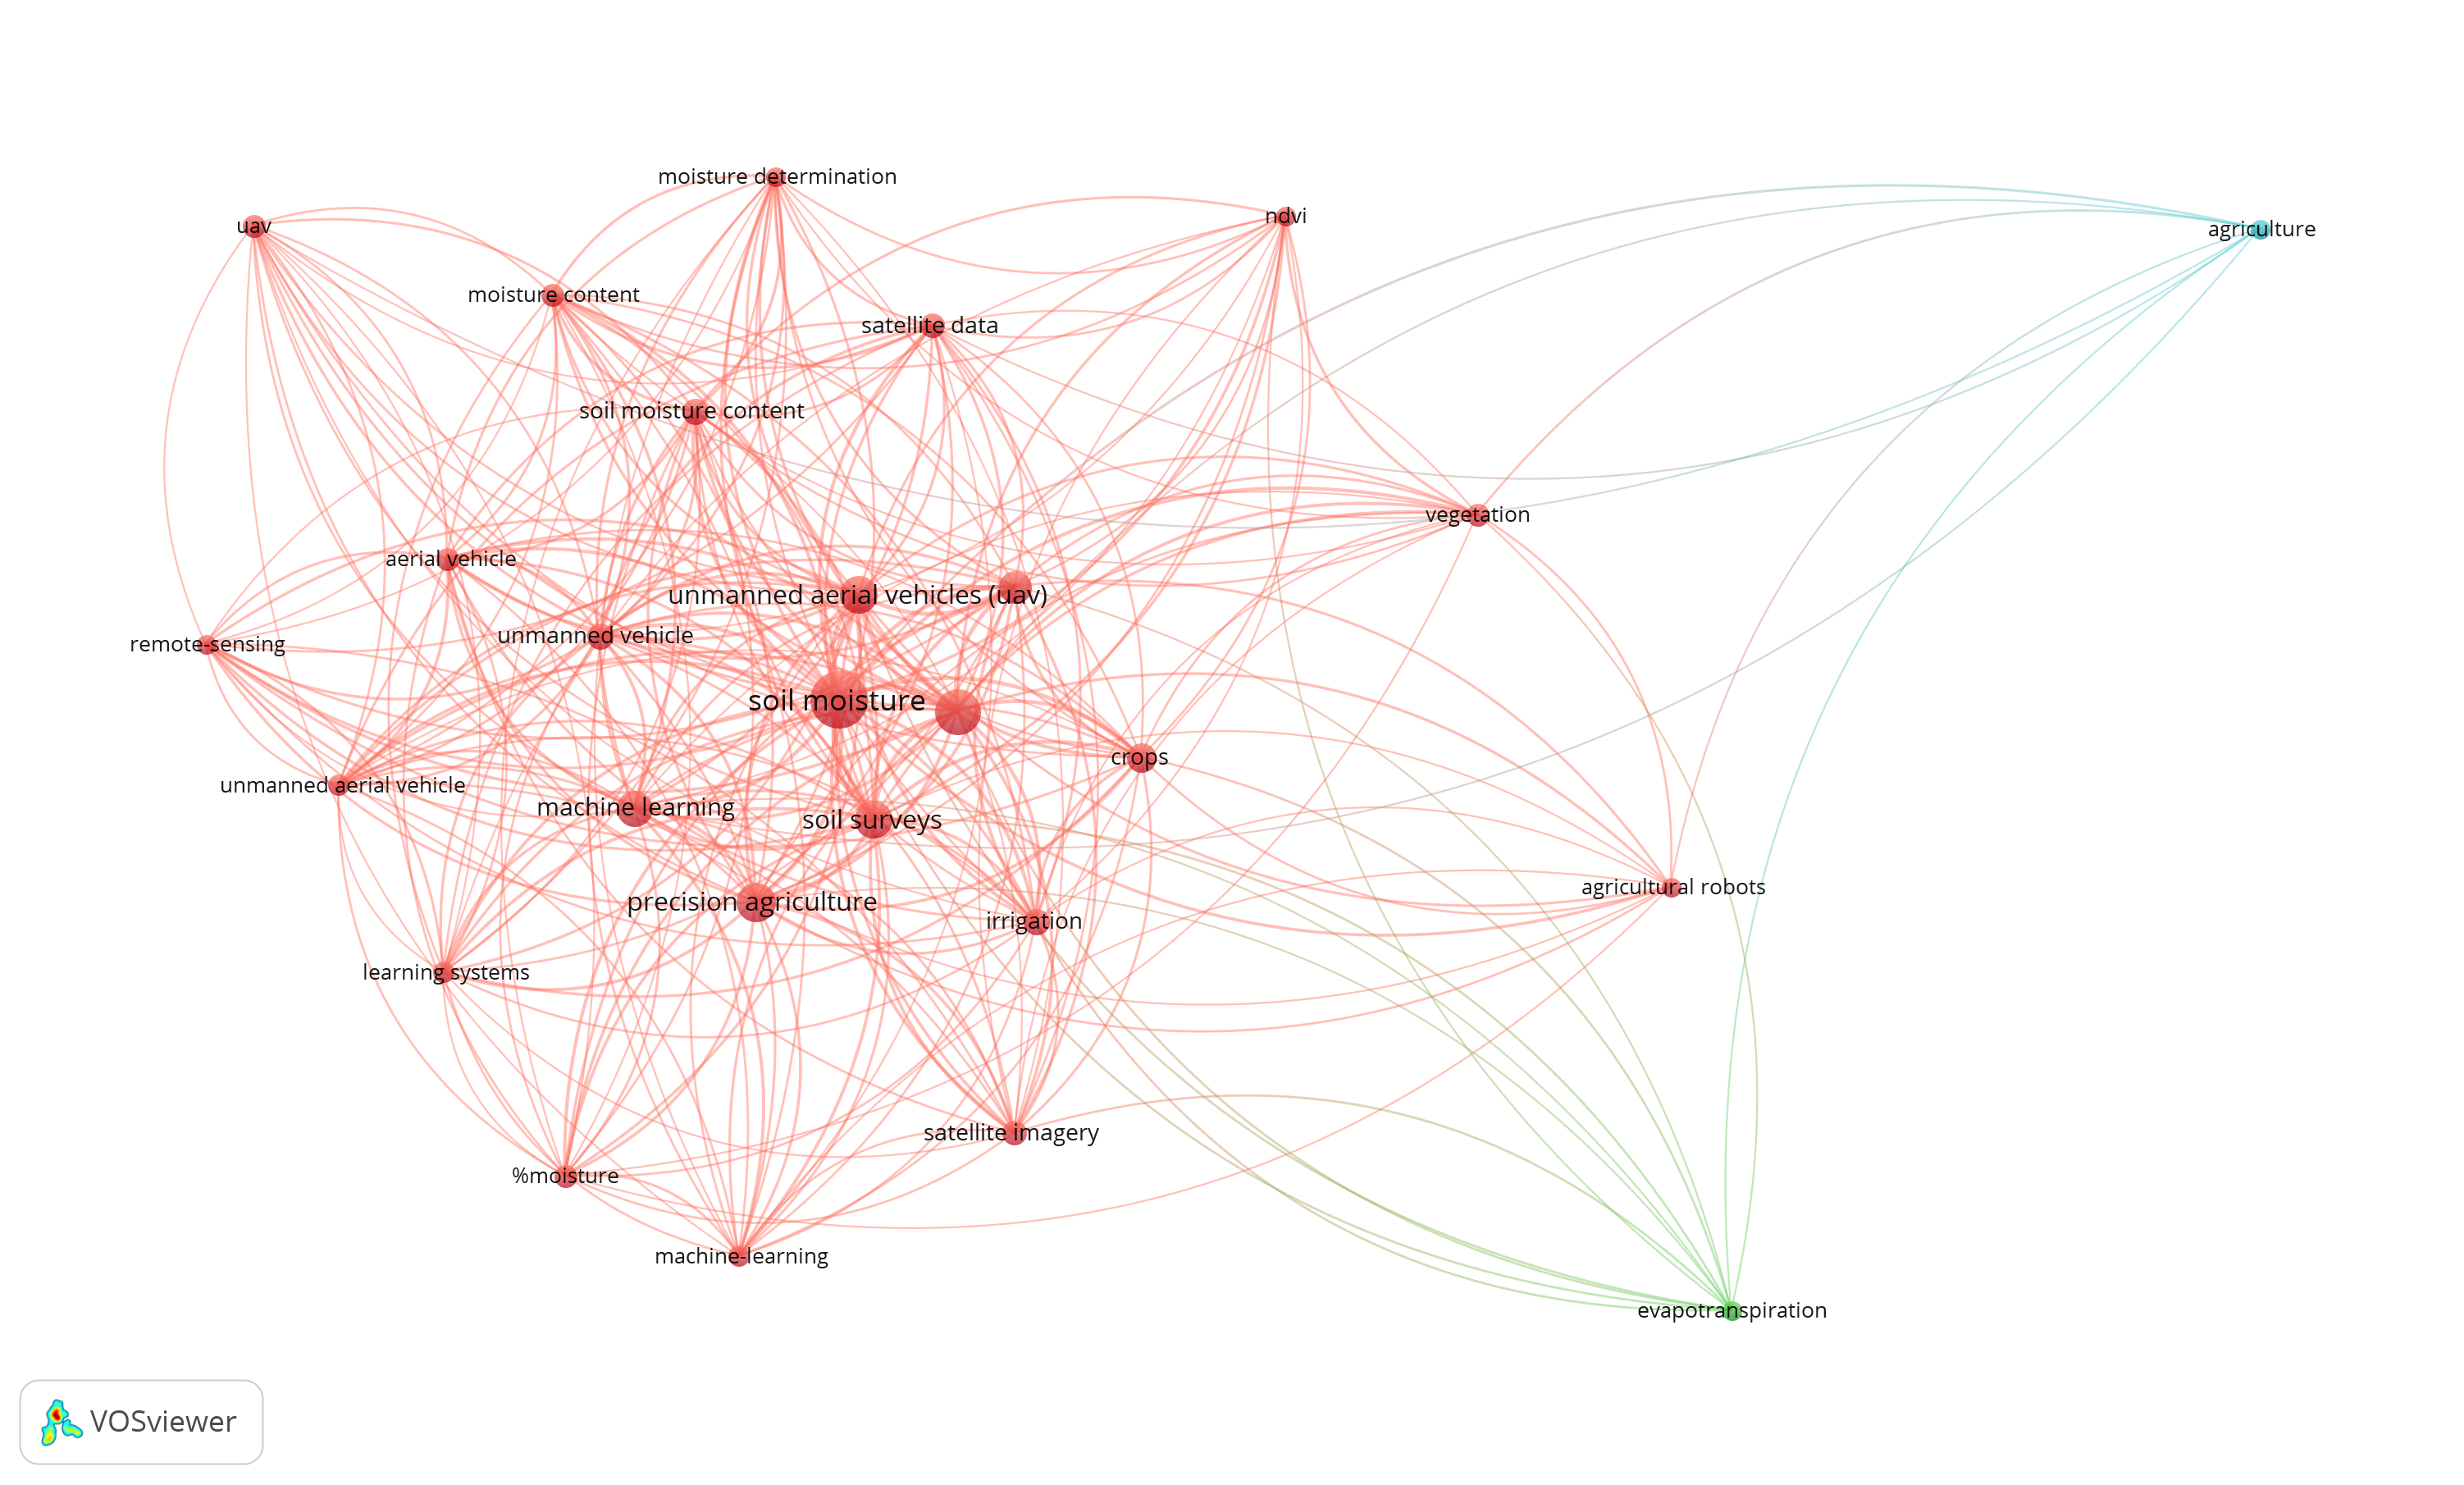 moisture determination
ndvi
uav
agriculture
moisture content
satellite data
soil moisture content
vegetation
aerial vehicle
unmanned aerial vehicles (uav)
unmanned vehicle
remote-sensing
soil moisture
crops
unmanned aerial vehicle
machine learning
soil surveys
agricultural robots
precision agriculture
irrigation
learning systems
satellite imagery
%moisture
machine-learning
evapotranspiration
VOSviewer